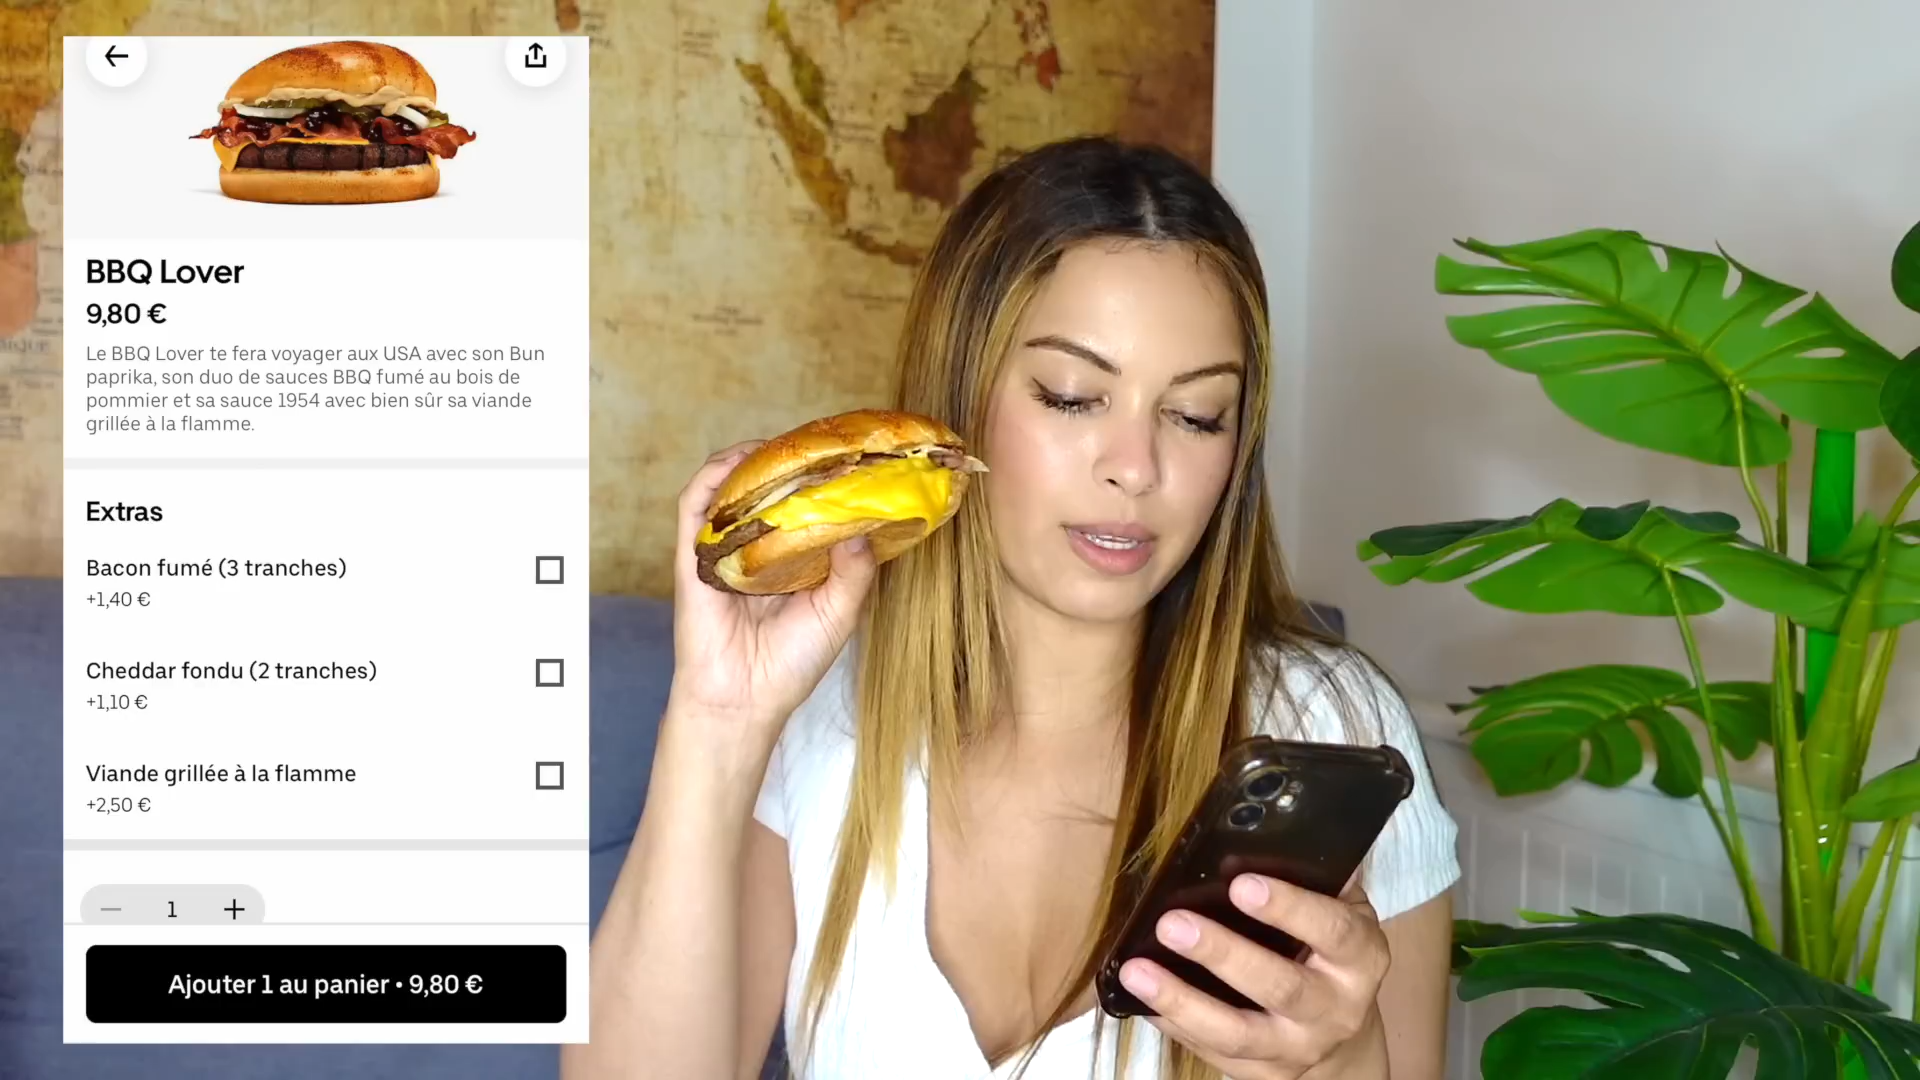 BBQ Lover
9,80 €
Le BBQ Lover te fera voyager aux USA avec son Bun
paprika, son duo de sauces BBQ fumé au bois de
pommier et sa sauce 1954 avec bien sûr sa viande
grillée à la flamme.
Extras
Bacon fumé (3 tranches)
+1,40 €
Cheddar fondu (2 tranches)
+1,10 €
Viande grillée à la flamme
+2,50 €
1
Ajouter 1 au panier • 9,80 €